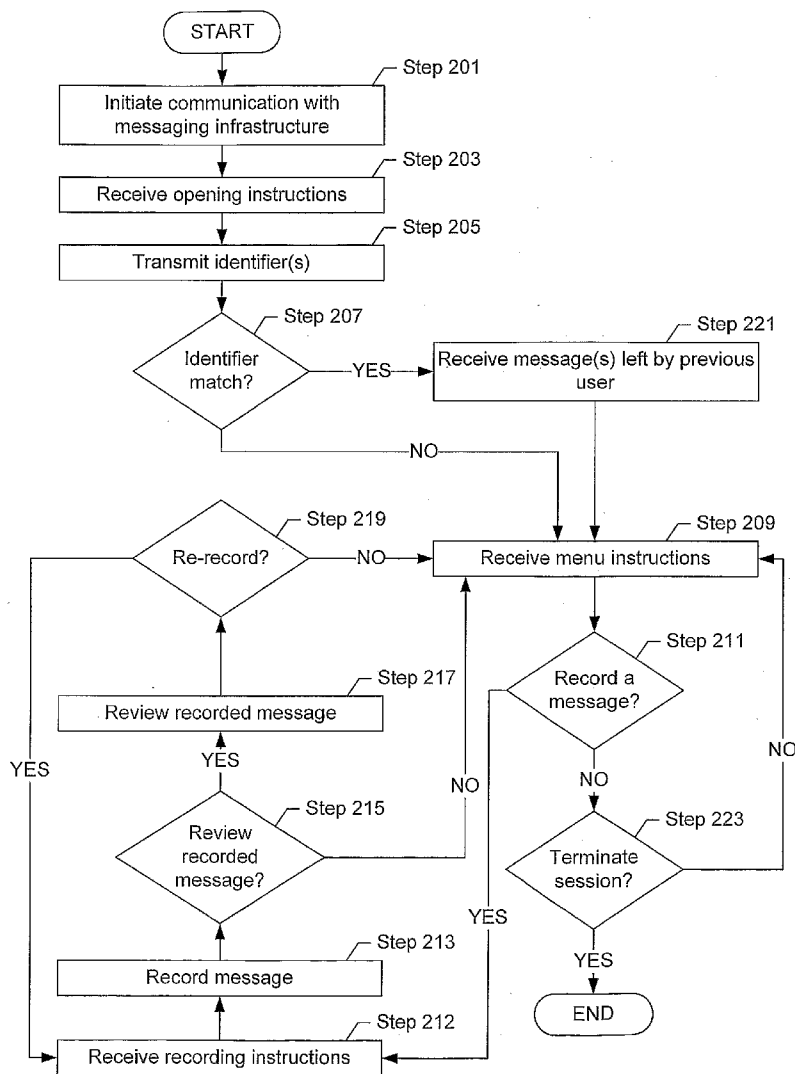 START
Step 201
Initiate communication with
messaging infrastructure
Step 203
Receive opening instructions
Step 205
Transmit identifier(s)
Step 207
Identifier
match?
YES
Step 221
Receive message(s) left by previous
user
NO
Step 219
Re-record?
NO
Step 209
Receive menu instructions
Step 211
Record a
message?
Step 217
Review recorded message
YES
YES
NO
NO
NO
Step 215
Review
recorded
message?
Step 223
Terminate
session?
YES
Step 213
Record message
YES
END
Step 212
Receive recording instructions